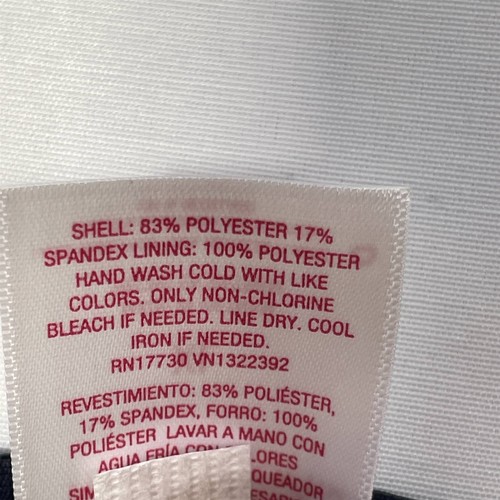 SHELL: 83% POLYESTER 17%
SPANDEX LINING: 100% POLYESTER
HAND WASH COLD WITH LIKE
COLORS. ONLY NON-CHLORINE
BLEACH IF NEEDED. LINE DRY. COOL
IRON IF NEEDED.
RN17730 VN1322392
REVESTIMIENTO: 83% POLIÉSTER,
17% SPANDEX, FORRO: 100%
POLIÉSTER LAVAR A MANO CON
AGUA FRÍA